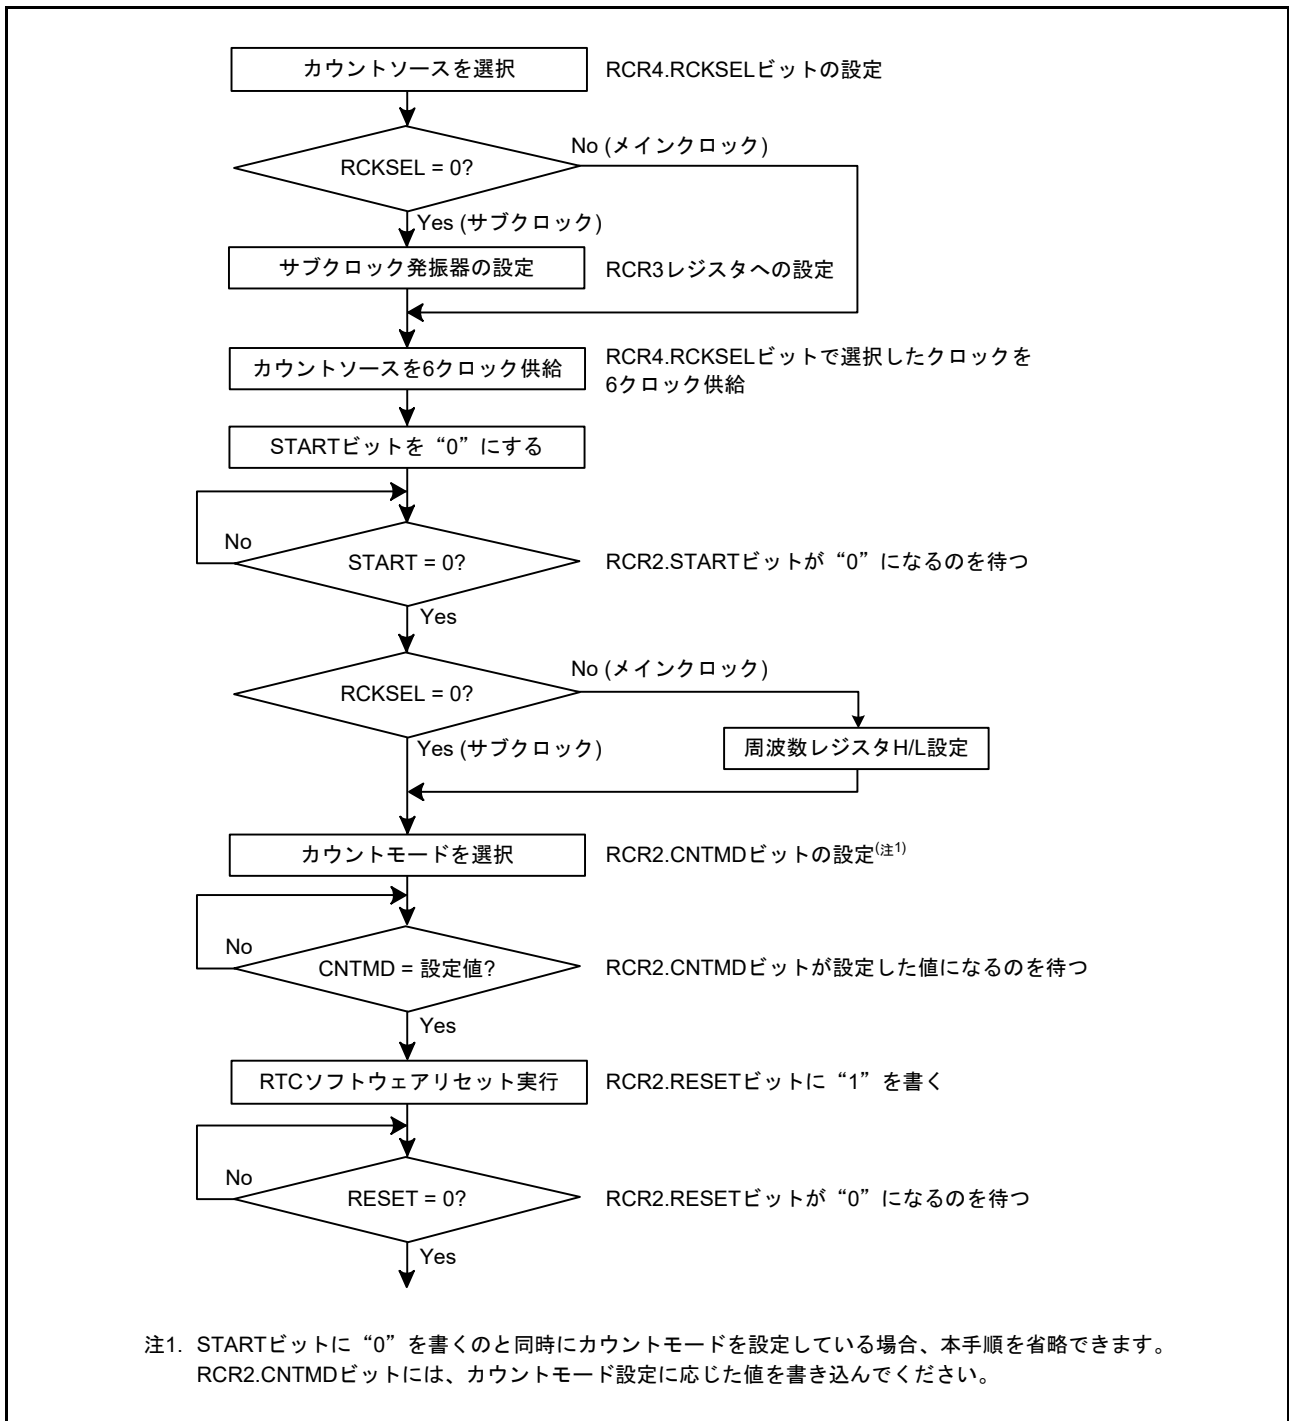 カウントソースを選択
RCR4.RCKSELビットの設定
RCKSEL = 0?
No (メインクロック)
Yes (サブクロック)
サブクロック発振器の設定
RCR3レジスタへの設定
カウントソースを6クロック供給
RCR4.RCKSELビットで選択したクロックを
6クロック供給
STARTビットを“0”にする
No
START = 0?
RCR2.STARTビットが“0”になるのを待つ
Yes
RCKSEL = 0?
No (メインクロック)
Yes (サブクロック)
周波数レジスタH/L設定
カウントモードを選択
RCR2.CNTMDビットの設定(注1)
No
CNTMD = 設定値?
RCR2.CNTMDビットが設定した値になるのを待つ
Yes
RTCソフトウェアリセット実行
RCR2.RESETビットに“1”を書く
No
RESET = 0?
RCR2.RESETビットが“0”になるのを待つ
Yes
注1. STARTビットに“0”を書くのと同時にカウントモードを設定している場合、本手順を省略できます。
RCR2.CNTMDビットには、カウントモード設定に応じた値を書き込んでください。